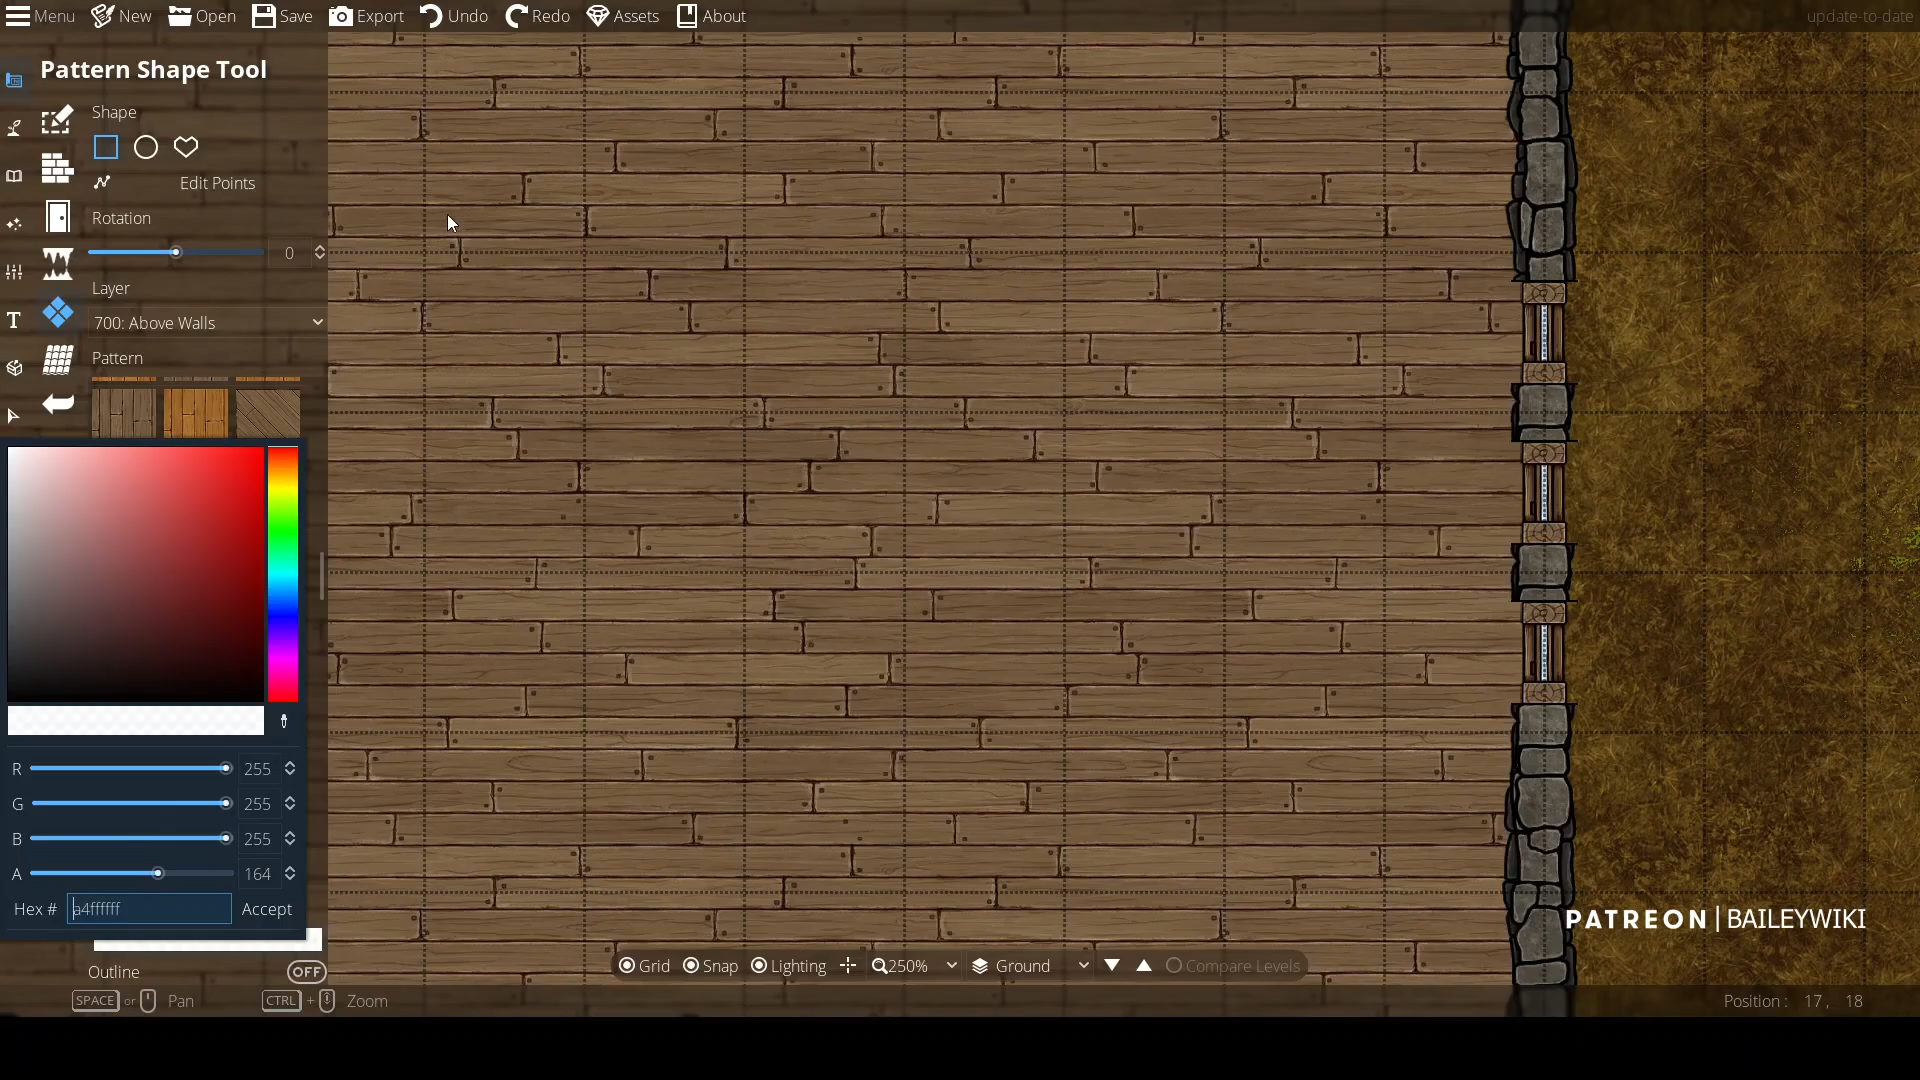 Menu New Open Save Export Undo Redo Assets About update-to-date
Pattern Shape Tool
Shape
Edit Points
Rotation
0
Layer
700: Above Walls
Pattern
R 255
G 255
B 255
A 164
Hex # a4ffffff Accept
PATREON | BAILEYWIKI
Outline OFF
Grid Snap Lighting 250% Ground Compare Levels
SPACE or Pan CTRL + Zoom Position : 17 , 18